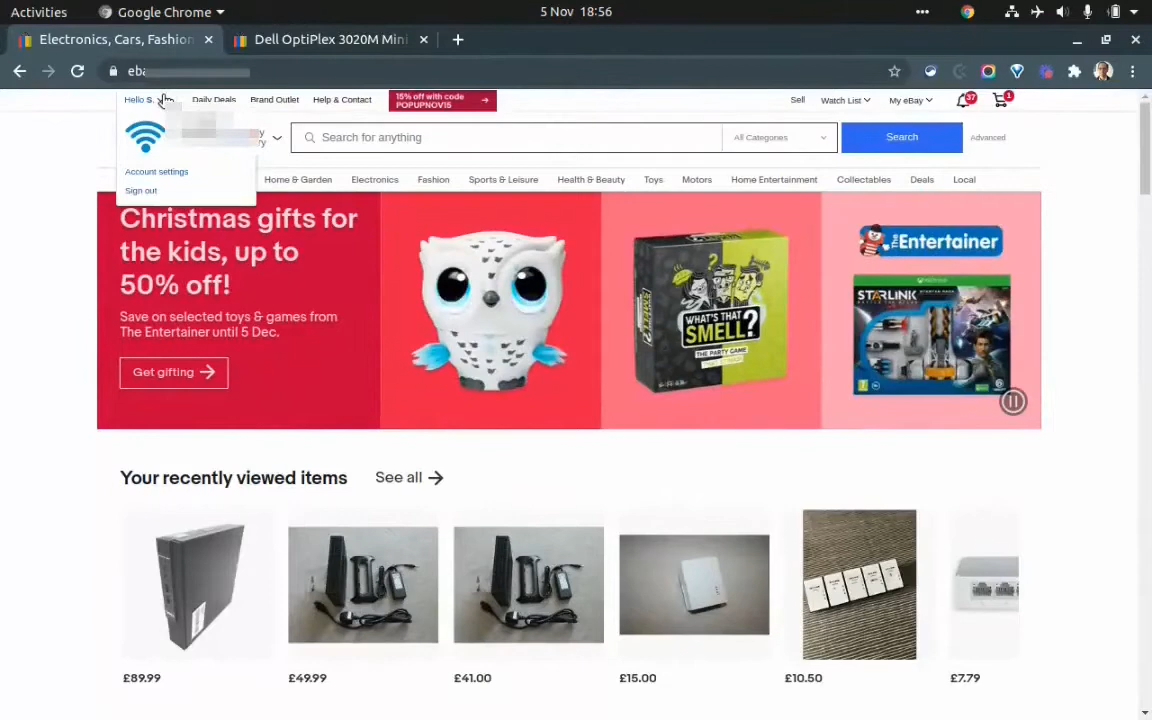 Activities Google Chrome 5 Nov 18:56
Electronics, Cars, Fashion Dell OptiPlex 3020M Mini
eba
Hello S. Daily Deals Brand Outlet Help & Contact 15% off with code Sell Watch List My eBay 37 1
POPUPNOV15
Search for anything All Categories Search Advanced
Account settings
Sign out
Home & Garden Electronics Fashion Sports & Leisure Health & Beauty Toys Motors Home Entertainment Collectables Deals Local
Christmas gifts for
the kids, up to
50% off!
Save on selected toys & games from
The Entertainer until 5 Dec.
Get gifting
WHAT'S THAT
SMELL?
THE PARTY GAME
The Entertainer
STARLINK
Your recently viewed items See all
£89.99 £49.99 £41.00 £15.00 £10.50 £7.79